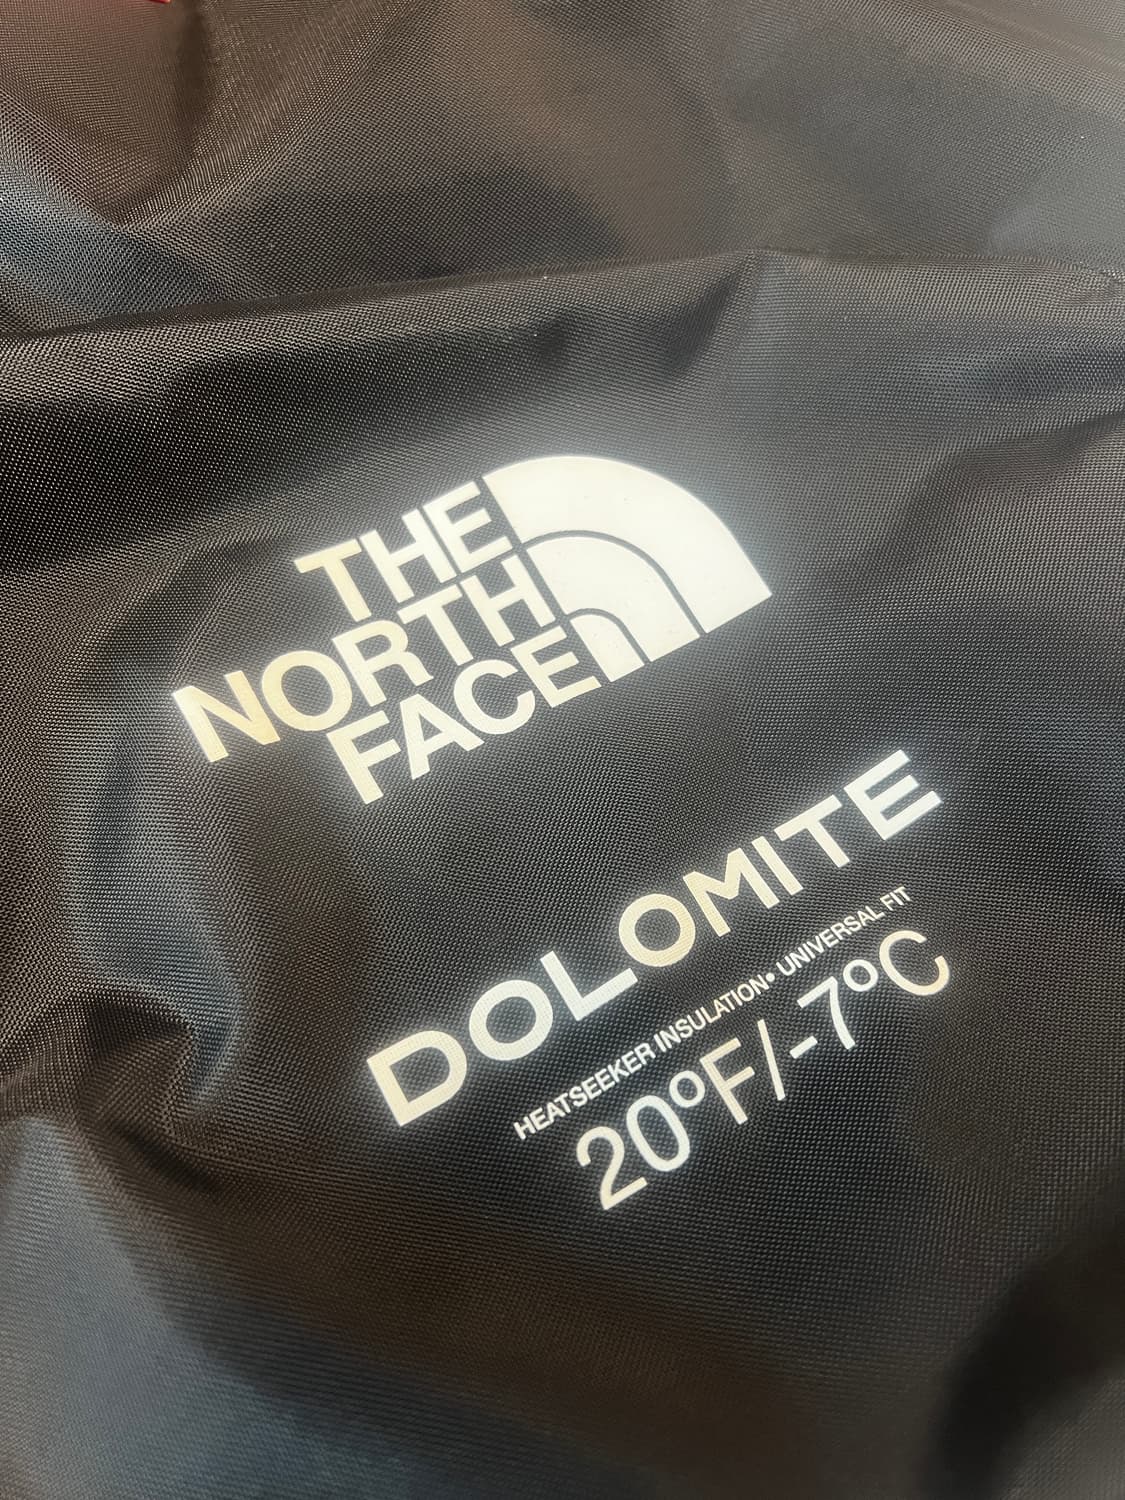 THE
NORTH
FACE
DOLOMITE
HEATSEEKER INSULATION• UNIVERSAL FIT
20°F/-7°C